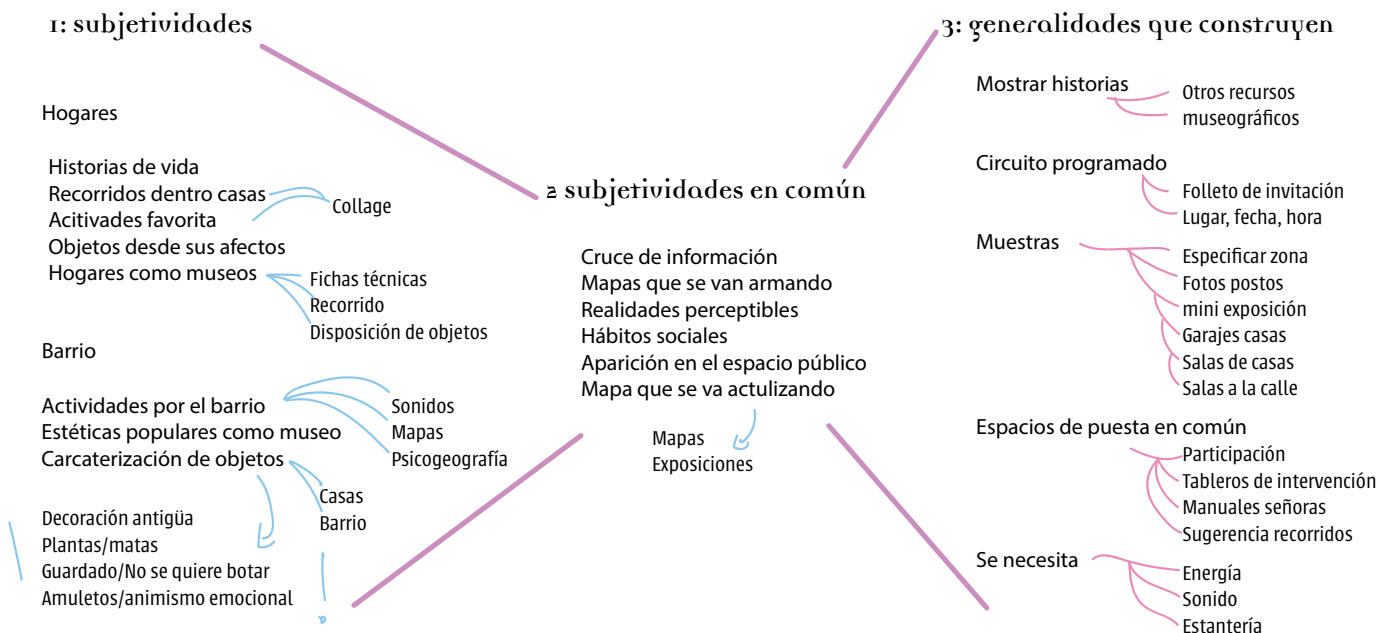 1: subjetividades
Hogares
Historias de vida
Recorridos dentro casas
Acitivades favorita
Collage
Objetos desde sus afectos
Hogares como museos
Fichas técnicas
Recorrido
Disposición de objetos
Barrio
Actividades por el barrio
Estéticas populares como museo
Carcaterización de objetos
Sonidos
Mapas
Psicogeografía
Casas
Barrio
Decoración antigüa
Plantas/matas
Guardado/No se quiere botar
Amuletos/animismo emocional
2 subjetividades en común
Cruce de información
Mapas que se van armando
Realidades perceptibles
Hábitos sociales
Aparición en el espacio público
Mapa que se va actulizando
Mapas
Exposiciones
3: generalidades que construyen
Mostrar historias
Otros recursos
museográficos
Circuito programado
Folleto de invitación
Lugar, fecha, hora
Muestras
Especificar zona
Fotos postos
mini exposición
Garajes casas
Salas de casas
Salas a la calle
Espacios de puesta en común
Participación
Tableros de intervención
Manuales señoras
Sugerencia recorridos
Se necesita
Energía
Sonido
Estantería